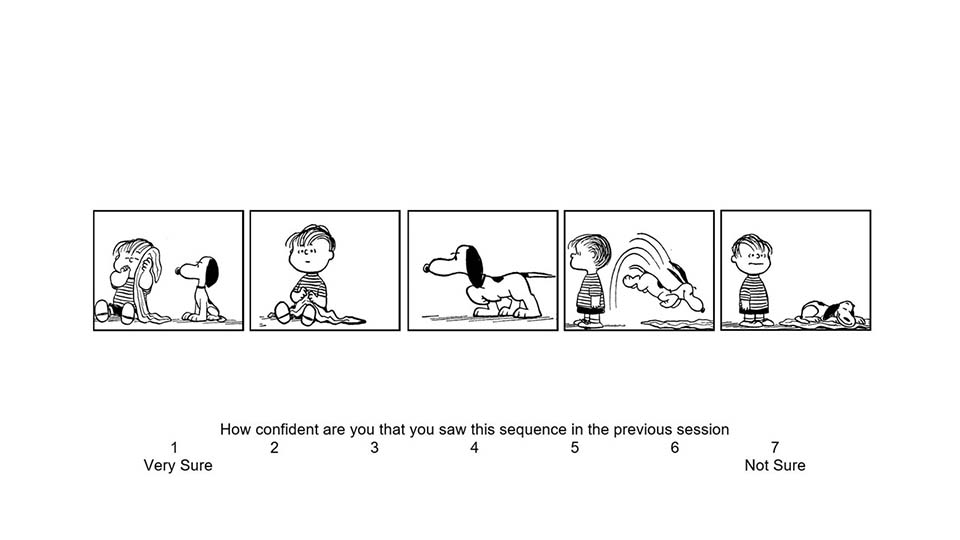 How confident are you that you saw this sequence in the previous session
1 2 3 4 5 6 7
Very Sure Not Sure